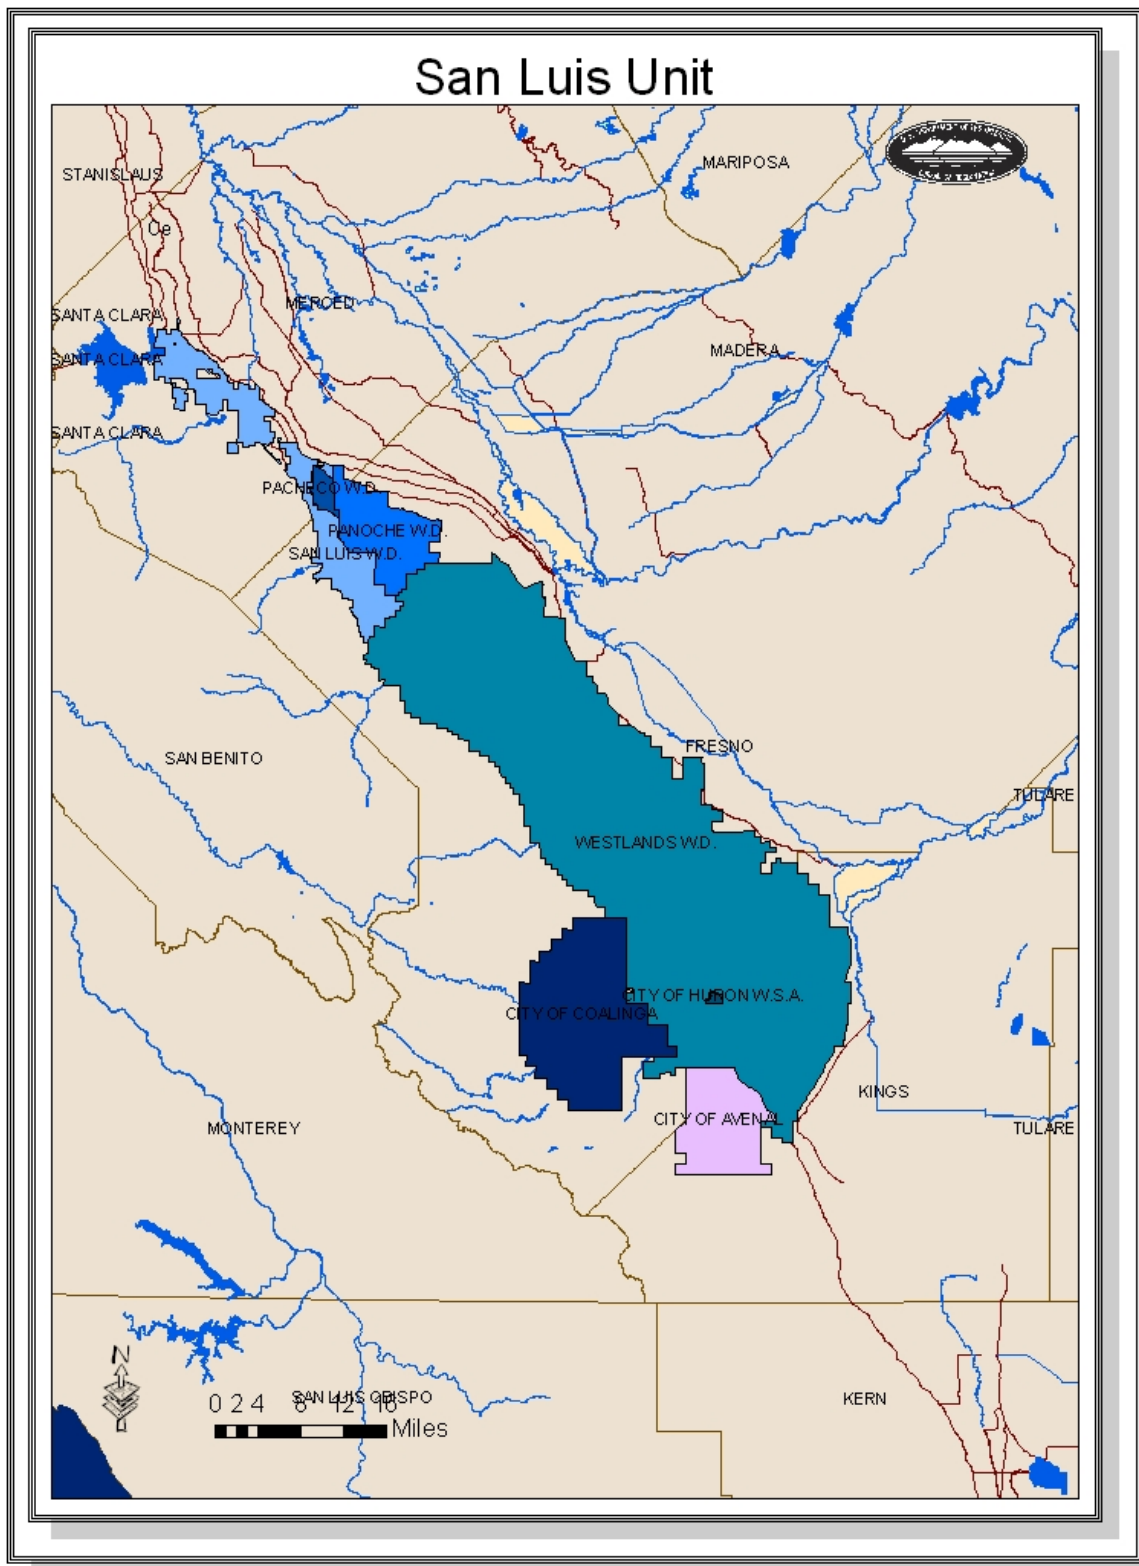 San Luis Unit
MARIPOSA
STANISLAUS
Ce
MERCED
SANTA CLARA
MADERA
SANTA CLARA
SANTA CLARA
PACHECO W.D.
PANOCHE W.D.
SAN LUIS W.D.
FRESNO
SAN BENITO
TULARE
WESTLANDS W.D.
CITY OF HURON W.S.A.
CITY OF COALINGA
KINGS
CITY OF AVENAL
MONTEREY
TULARE
N
SAN LUIS OBISPO
KERN
0 2 4 8 12 16
Miles